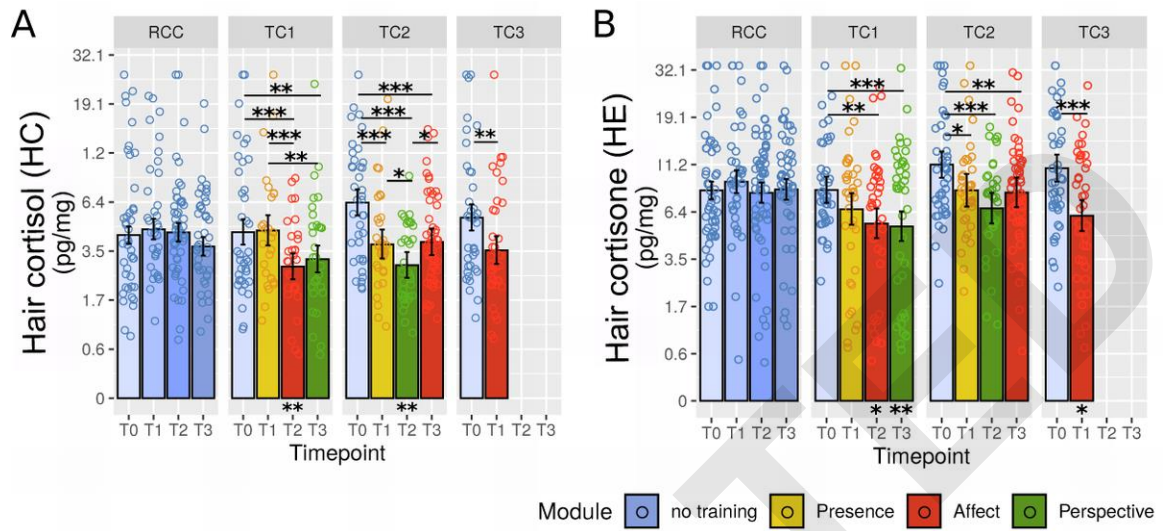 A
RCC TC1 TC2 TC3
Hair cortisol (HC)
(pg/mg)
32.1
19.1
1.2
6.4
3.5
1.7
0.6
0
** *** *** **
*** *** *** * *
**
** **
T0 T1 T2 T3 T0 T1 T2 T3 T0 T1 T2 T3 T0 T1 T2 T3
Timepoint
B
RCC TC1 TC2 TC3
Hair cortisone (HE)
(pg/mg)
32.1
19.1
11.2
6.4
3.5
1.7
0.6
0
*** **
** *** * ***
* ** *
T0 T1 T2 T3 T0 T1 T2 T3 T0 T1 T2 T3 T0 T1 T2 T3
Timepoint
Module no training Presence Affect Perspective